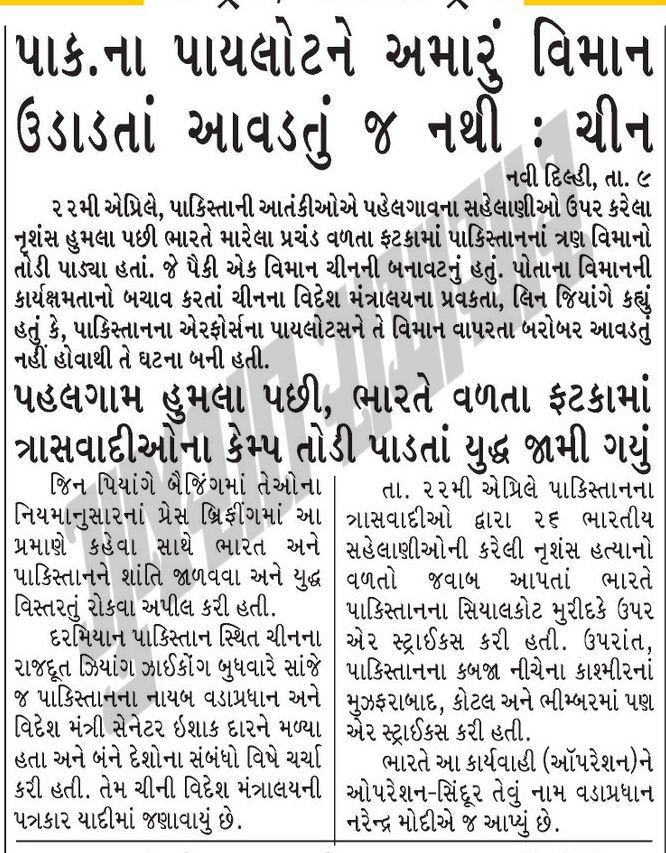 પાક.ના પાયલોટને અમારું વિમાન
ઉડાડતાં આવડતું જ નથી : ચીન
નવી દિલ્હી, તા. ૯
૨૨મી એપ્રિલે, પાકિસ્તાની આતંકીઓએ પહેલગાવના સહેલાણીઓ ઉપર કરેલા
નૃશંસ હુમલા પછી ભારતે મારેલા પ્રચંડ વળતા ફટકામાં પાકિસ્તાનનાં ત્રણ વિમાનો
તોડી પાડ્યા હતાં. જે પૈકી એક વિમાન ચીનની બનાવટનું હતું. પોતાના વિમાનની
કાર્યક્ષમતાનો બચાવ કરતાં ચીનના વિદેશ મંત્રાલયના પ્રવકતા, લિન જિયાંગે કહ્યું
હતું કે, પાકિસ્તાનના એરફોર્સના પાયલોટસને તે વિમાન વાપરતા બરોબર આવડતું
નહીં હોવાથી તે ઘટના બની હતી.
પહલગામ હુમલા પછી, ભારતે વળતા ફટકામાં
ત્રાસવાદીઓના કેમ્પ તોડી પાડતાં યુદ્ધ જામી ગયું
જિન પિયાંગે બૈજિંગમાં તેઓના
નિયમાનુસારનાં પ્રેસ બ્રિફીંગમાં આ
પ્રમાણે કહેવા સાથે ભારત અને
પાકિસ્તાનને શાંતિ જાળવવા અને યુદ્ધ
વિસ્તરતું રોકવા અપીલ કરી હતી.
દરમિયાન પાકિસ્તાન સ્થિત ચીનના
રાજદૂત ઝિયાંગ ઝાઈકોંગ બુધવારે સાંજે
જ પાકિસ્તાનના નાયબ વડાપ્રધાન અને
વિદેશ મંત્રી સેનેટર ઇશાક દારને મળ્યા
હતા અને બંને દેશોના સંબંધો વિષે ચર્ચા
કરી હતી. તેમ ચીની વિદેશ મંત્રાલયની
પત્રકાર યાદીમાં જણાવાયું છે.
તા. ૨૨મી એપ્રિલે પાકિસ્તાનના
ત્રાસવાદીઓ દ્વારા ૨૬ ભારતીય
સહેલાણીઓની કરેલી નૃશંસ હત્યાનો
વળતો જવાબ આપતાં ભારતે
પાકિસ્તાનના સિયાલકોટ મુરીદકે ઉપર
એર સ્ટ્રાઈકસ કરી હતી. ઉપરાંત,
પાકિસ્તાનના કબજા નીચેના કાશ્મીરનાં
મુઝફરાબાદ, કોટલ અને ભીમ્બરમાં પણ
એર સ્ટ્રાઈકસ કરી હતી.
ભારતે આ કાર્યવાહી (ઑપરેશન)ને
ઓપરેશન-સિંદૂર તેવું નામ વડાપ્રધાન
નરેન્દ્ર મોદીએ જ આપ્યું છે.
ગુજરાત સમાચાર